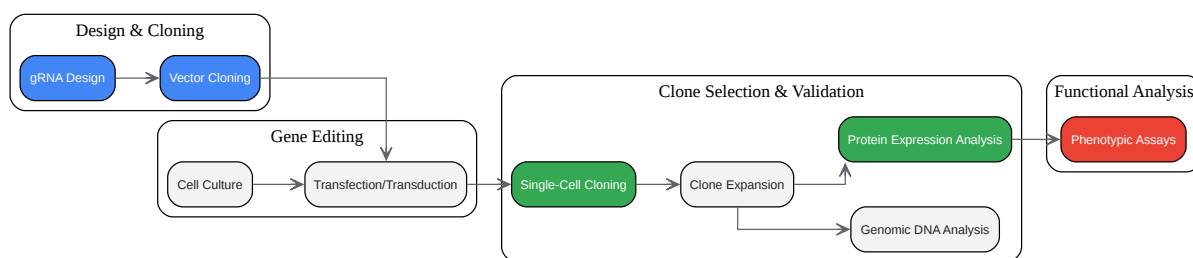 Design & Cloning
gRNA Design
Vector Cloning
Gene Editing
Cell Culture
Transfection/Transduction
Clone Selection & Validation
Single-Cell Cloning
Clone Expansion
Protein Expression Analysis
Genomic DNA Analysis
Functional Analysis
Phenotypic Assays